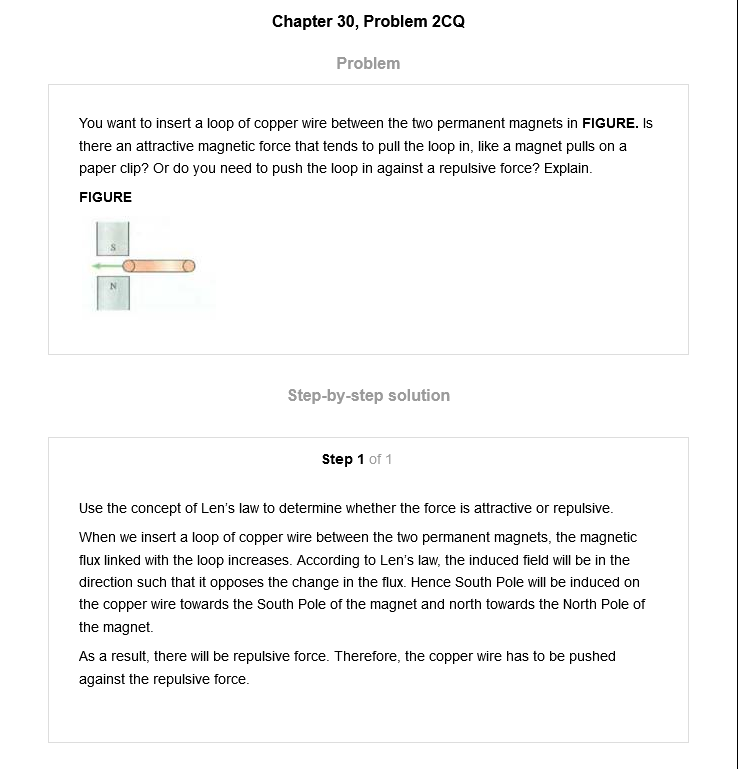 Chapter 30, Problem 2CQ
Problem
You want to insert a loop of copper wire between the two permanent magnets in FIGURE. Is
there an attractive magnetic force that tends to pull the loop in, like a magnet pulls on a
paper clip? Or do you need to push the loop in against a repulsive force? Explain.
FIGURE
S
N
Step-by-step solution
Step 1 of 1
Use the concept of Len's law to determine whether the force is attractive or repulsive.
When we insert a loop of copper wire between the two permanent magnets, the magnetic
flux linked with the loop increases. According to Len's law, the induced field will be in the
direction such that it opposes the change in the flux. Hence South Pole will be induced on
the copper wire towards the South Pole of the magnet and north towards the North Pole of
the magnet.
As a result, there will be repulsive force. Therefore, the copper wire has to be pushed
against the repulsive force.